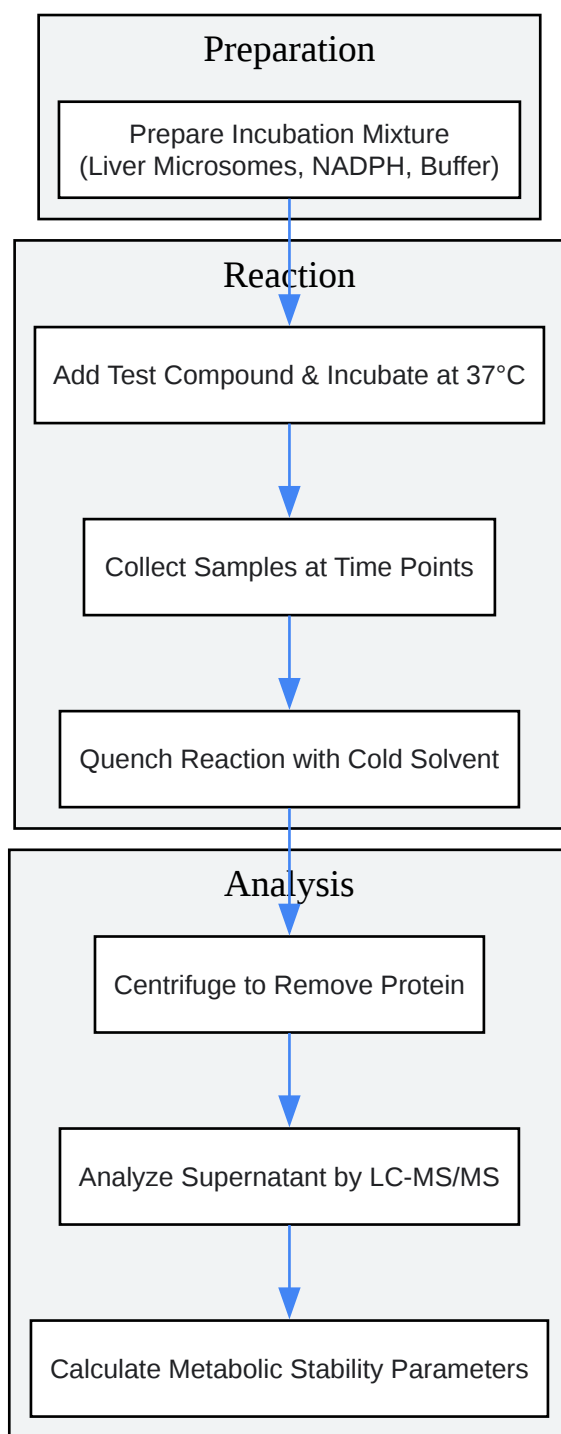 Preparation
Prepare Incubation Mixture
(Liver Microsomes, NADPH, Buffer)
Reaction
Add Test Compound & Incubate at 37°C
Collect Samples at Time Points
Quench Reaction with Cold Solvent
Analysis
Centrifuge to Remove Protein
Analyze Supernatant by LC-MS/MS
Calculate Metabolic Stability Parameters